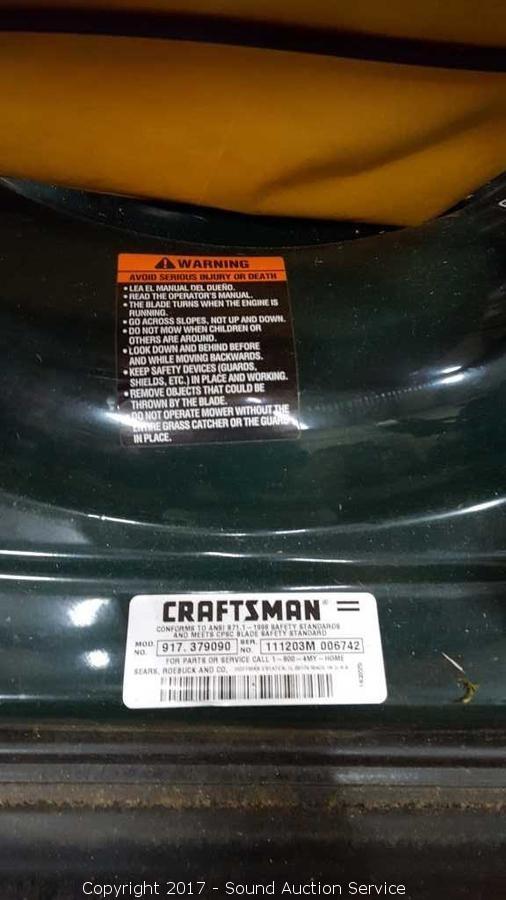 WARNING
AVOID SERIOUS INJURY OR DEATH
• LEA EL MANUAL DEL DUEÑO.
• READ THE OPERATOR'S MANUAL.
• THE BLADE TURNS WHEN THE ENGINE IS
RUNNING.
• GO ACROSS SLOPES, NOT UP AND DOWN.
• DO NOT MOW WHEN CHILDREN OR
OTHERS ARE AROUND.
• LOOK DOWN AND BEHIND BEFORE
AND WHILE MOVING BACKWARDS.
• KEEP SAFETY DEVICES (GUARDS,
SHIELDS, ETC.) IN PLACE AND WORKING.
• REMOVE OBJECTS THAT COULD BE
THROWN BY THE BLADE.
• DO NOT OPERATE MOWER WITHOUT THE
ENTIRE GRASS CATCHER OR THE GUARD
IN PLACE.
CRAFTSMAN®
CONFORMS TO ANSI B71.1-1998 SAFETY STANDARDS
AND MEETS CPSC BLADE SAFETY STANDARD
MOD. NO. 917.379090 SER. NO. 111203M 006742
FOR PARTS OR SERVICE CALL 1-800-4MY-HOME
SEARS, ROEBUCK AND CO. HOFFMAN ESTATES, IL 60179 MADE IN U.S.A.
Copyright 2017 - Sound Auction Service